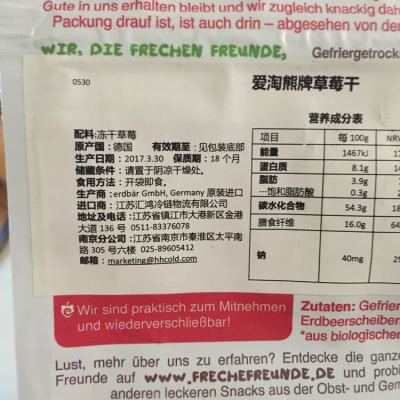 Gute in uns erhalten bleibt und wir zugleich knackig dah
Packung drauf ist, ist auch drin – abgesehen von de
WIR, DIE FRECHEN FREUNDE,
Gefriergetrock
0530
爱淘熊牌草莓干
营养成分表
配料:冻干草莓
原产国：德国 有效期至：见包装底部
生产日期：2017.3.30 保质期：18个月
储藏条件：请置于阴凉干燥处。
食用方法：开袋即食。
生产商：erdbär GmbH, Germany 原装进口
进口商：江苏汇鸿冷链物流有限公司
地址及电话:江苏省镇江市大港新区金港
大道 136 号 0511-83376078
南京分公司:江苏省南京市秦淮区太平南
路 305 号六楼 025-89605412
邮箱：marketing@hhcold.com
项目 每 100g NRV
能量 1467kJ 17
蛋白质 8.1g 14
脂肪 3.9g
—饱和脂肪酸 0.3g 2
碳水化合物 54.3g 18
膳食纤维 16.0g 64
钠 40mg 29
Wir sind praktisch zum Mitnehmen
und wiederverschließbar!
Zutaten: Gefrier
Erdbeerscheiben
*aus biologischer
Lust, mehr über uns zu erfahren? Entdecke die ganze
Freunde auf WWW.FRECHEFREUNDE.DE und probi
anderen leckeren Snacks aus der Obst- und Gem